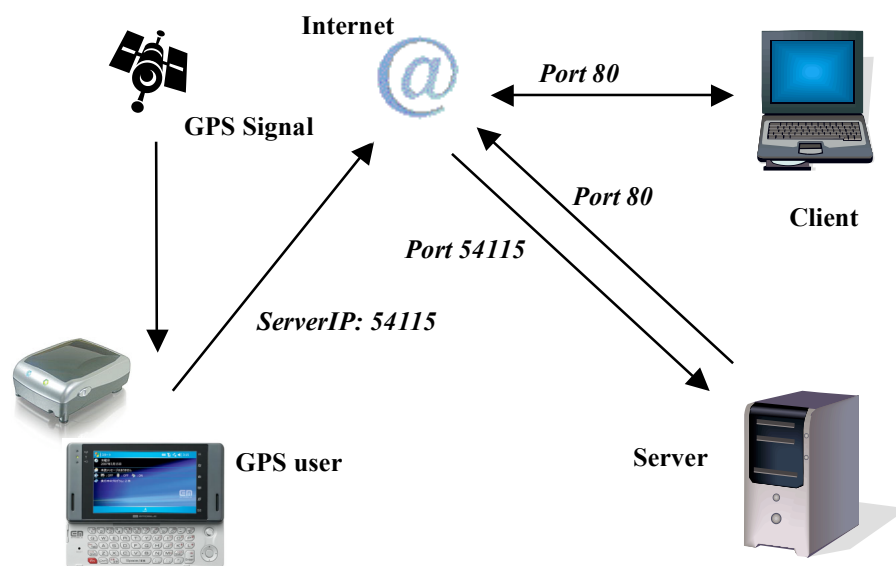 Internet
@
Port 80
GPS Signal
Port 80
Client
Port 54115
ServerIP: 54115
GPS user
Server